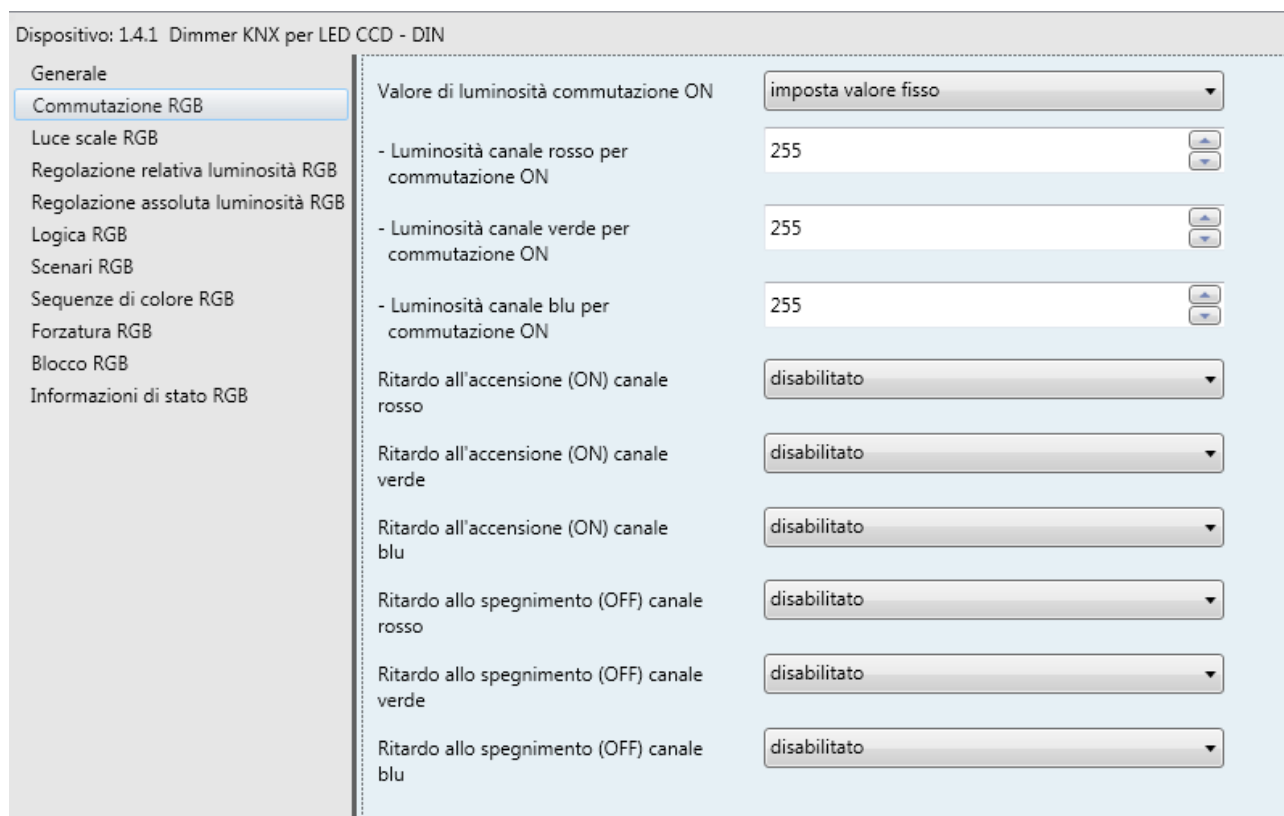 Dispositivo: 1.4.1 Dimmer KNX per LED CCD - DIN
Generale
Commutazione RGB
Luce scale RGB
Regolazione relativa luminosità RGB
Regolazione assoluta luminosità RGB
Logica RGB
Scenari RGB
Sequenze di colore RGB
Forzatura RGB
Blocco RGB
Informazioni di stato RGB
Valore di luminosità commutazione ON
imposta valore fisso
- Luminosità canale rosso per
commutazione ON
255
- Luminosità canale verde per
commutazione ON
255
- Luminosità canale blu per
commutazione ON
255
Ritardo all'accensione (ON) canale
rosso
disabilitato
Ritardo all'accensione (ON) canale
verde
disabilitato
Ritardo all'accensione (ON) canale
blu
disabilitato
Ritardo allo spegnimento (OFF) canale
rosso
disabilitato
Ritardo allo spegnimento (OFF) canale
verde
disabilitato
Ritardo allo spegnimento (OFF) canale
blu
disabilitato